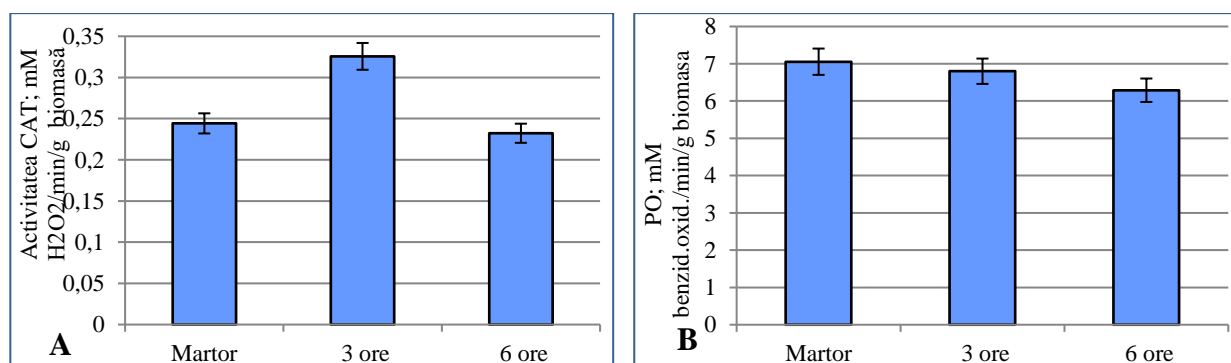 Activitatea CAT; mM
H2O2/min/g biomasă
0,35
0,3
0,25
0,2
0,15
0,1
0,05
0
A
Martor
3 ore
6 ore
PO; mM
benzid.oxid./min/g biomasa
8
7
6
5
4
3
2
1
0
B
Martor
3 ore
6 ore